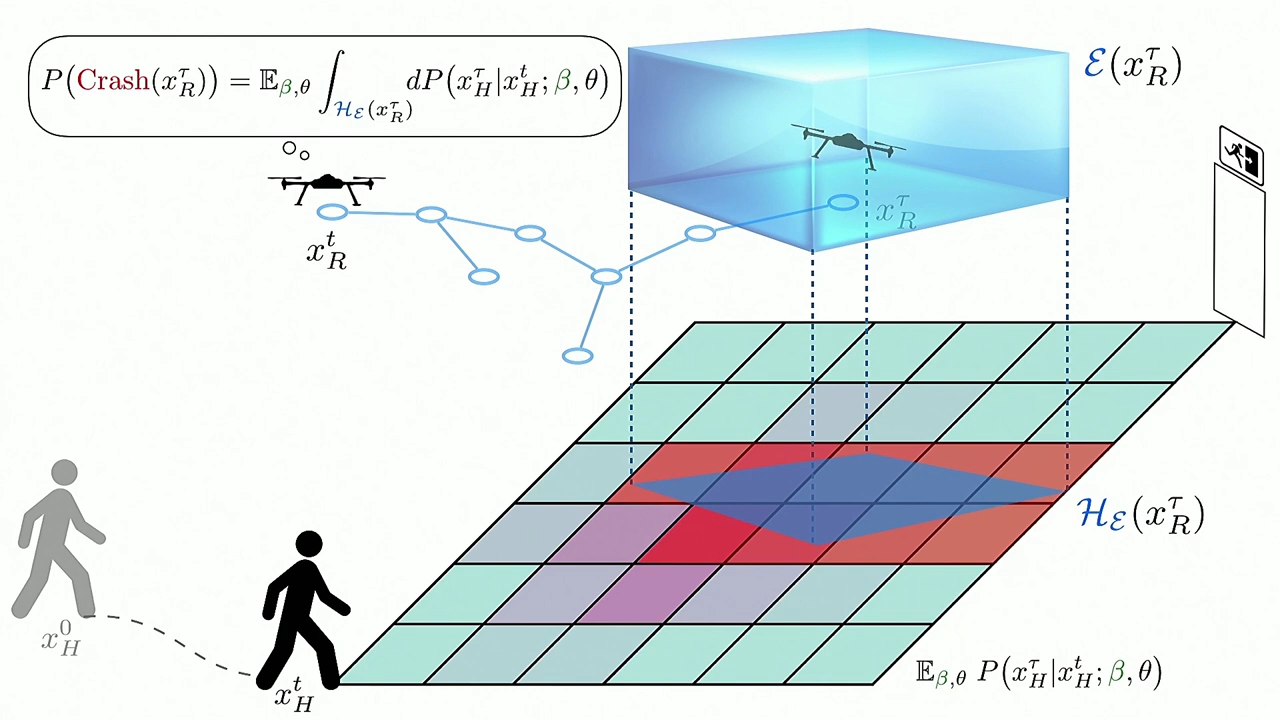 P(Crash(x_R^τ)) = 𝔼_{β,θ} ∫_{ℋ_ℰ(x_R^τ)} dP(x_H^τ|x_H^t; β, θ)
ℰ(x_R^τ)
x_R^t
x_R^τ
ℋ_ℰ(x_R^τ)
x_H^0
x_H^t
𝔼_{β,θ} P(x_H^τ|x_H^t; β, θ)